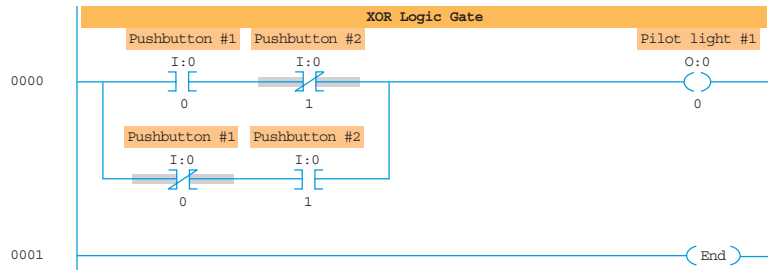 XOR Logic Gate
Pushbutton #1 Pushbutton #2 Pilot light #1
I:0 I:0 O:0
0000
0 1 0
Pushbutton #1 Pushbutton #2
I:0 I:0
0 1
0001 End